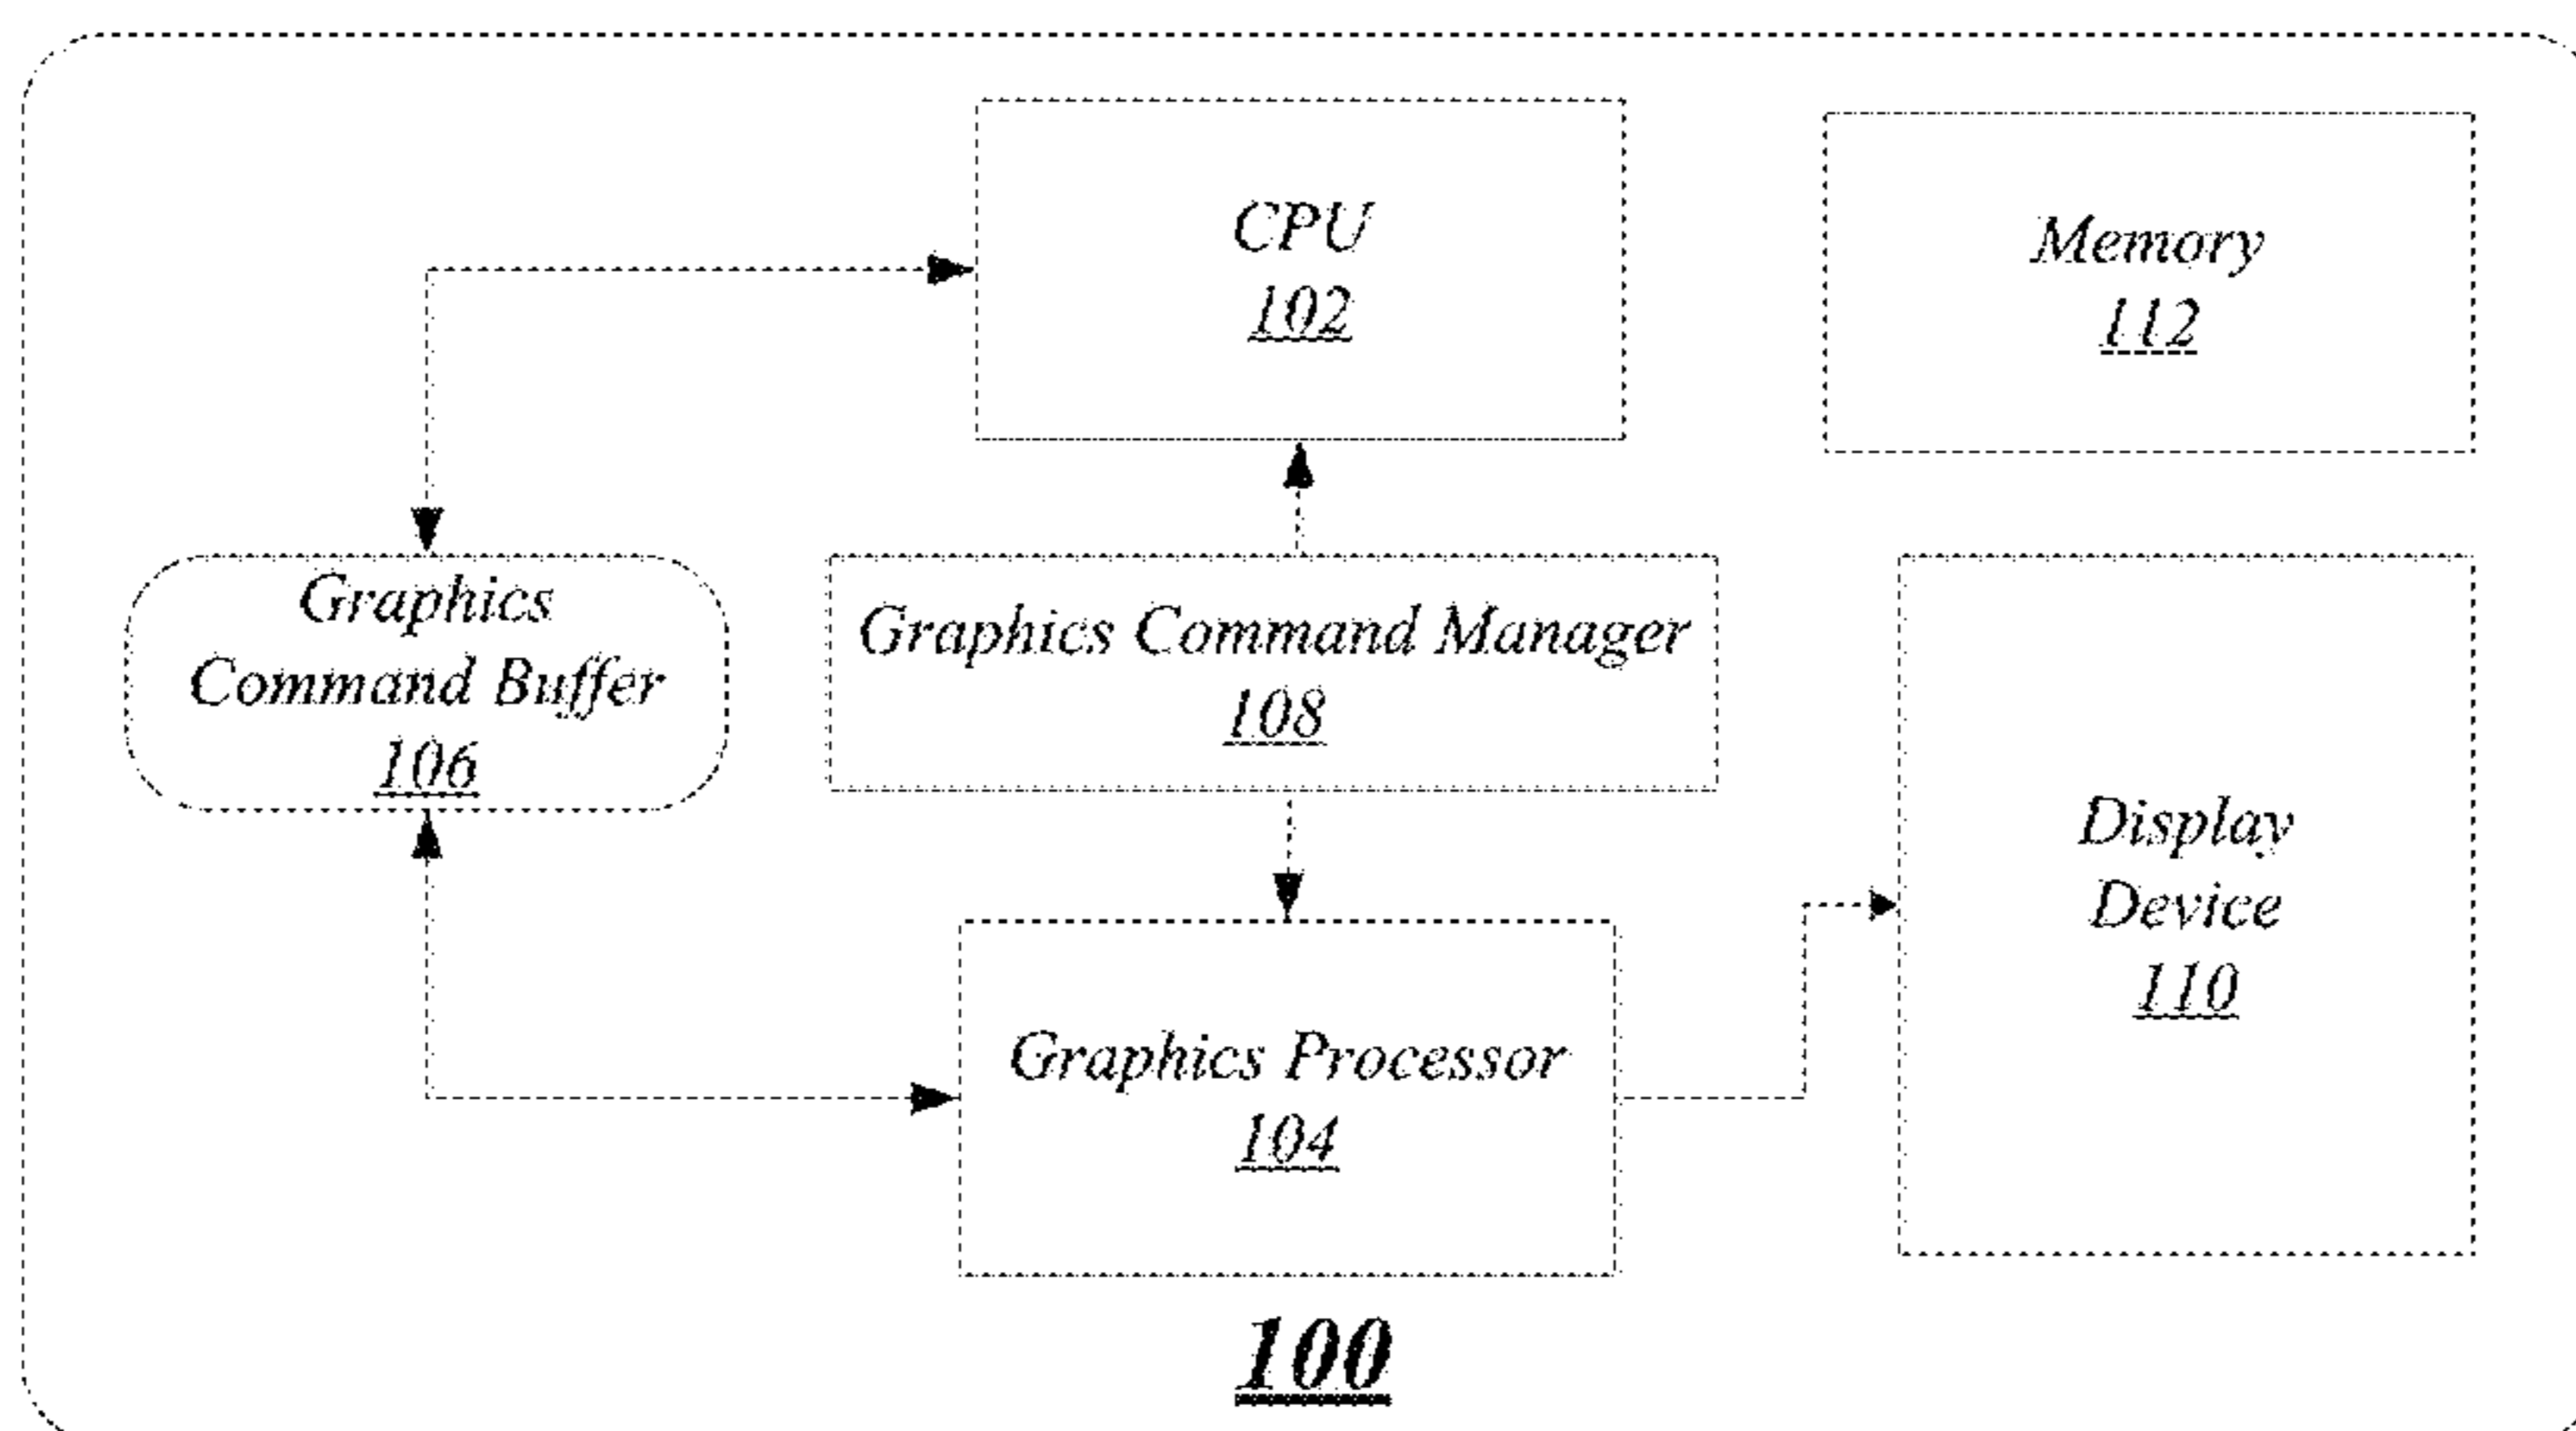 CPU
102
Memory
112
Graphics
Command Buffer
106
Graphics Command Manager
108
Display
Device
110
Graphics Processor
104
100